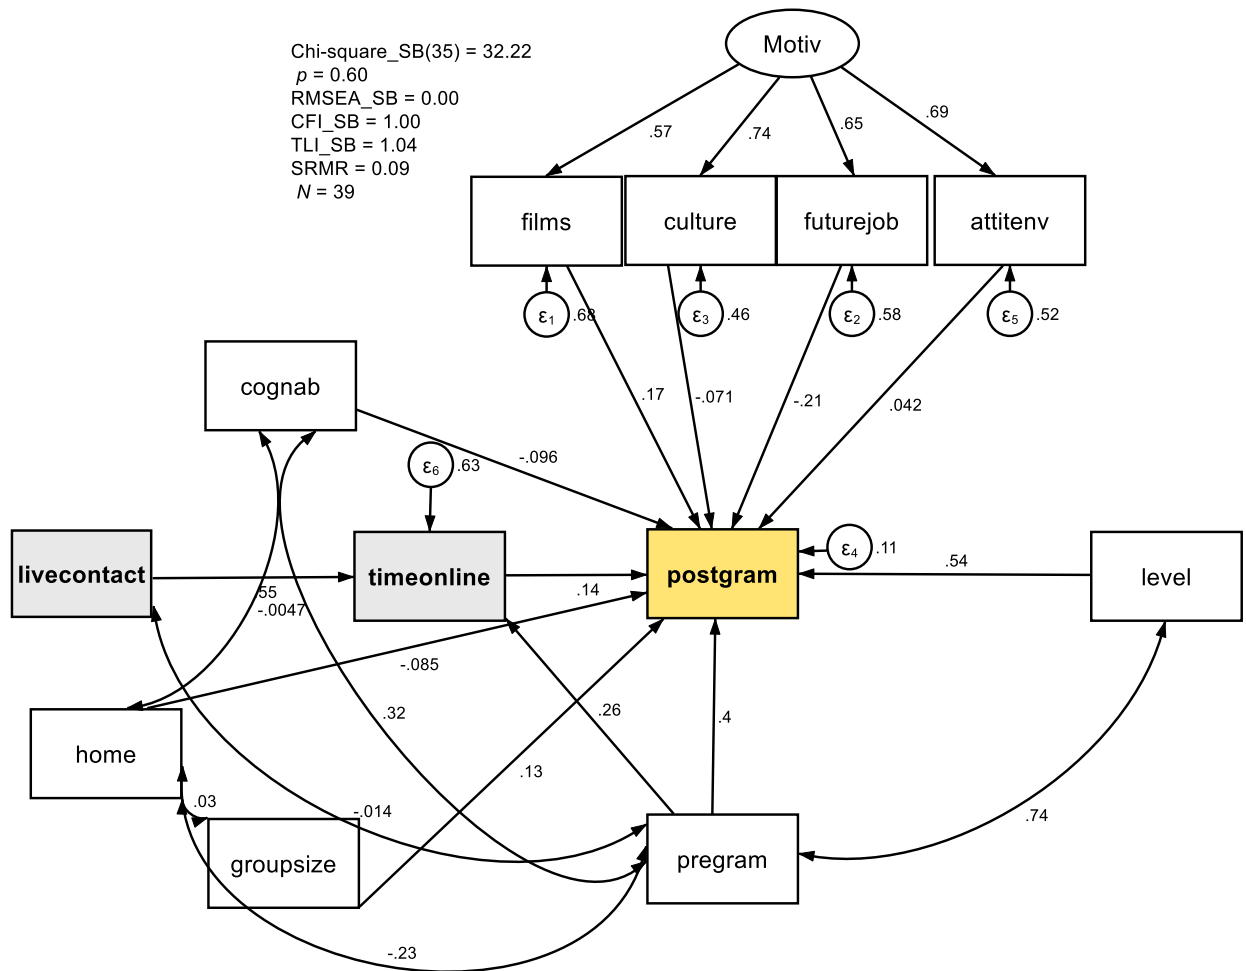 Motiv
Chi-square_SB(35) = 32.22
p = 0.60
RMSEA_SB = 0.00
CFI_SB = 1.00
TLI_SB = 1.04
SRMR = 0.09
N = 39
.57
.74
.65
.69
films
culture
futurejob
attitenv
ε1
.68
ε3
.46
ε2
.58
ε5
.52
cognab
.17
-.071
-.21
.042
-.096
ε6
.63
livecontact
timeonline
postgram
ε4
.11
.54
level
.55
-.0047
.14
-.085
home
.32
.26
.4
.13
.03
-.014
.74
groupsize
pregram
-.23